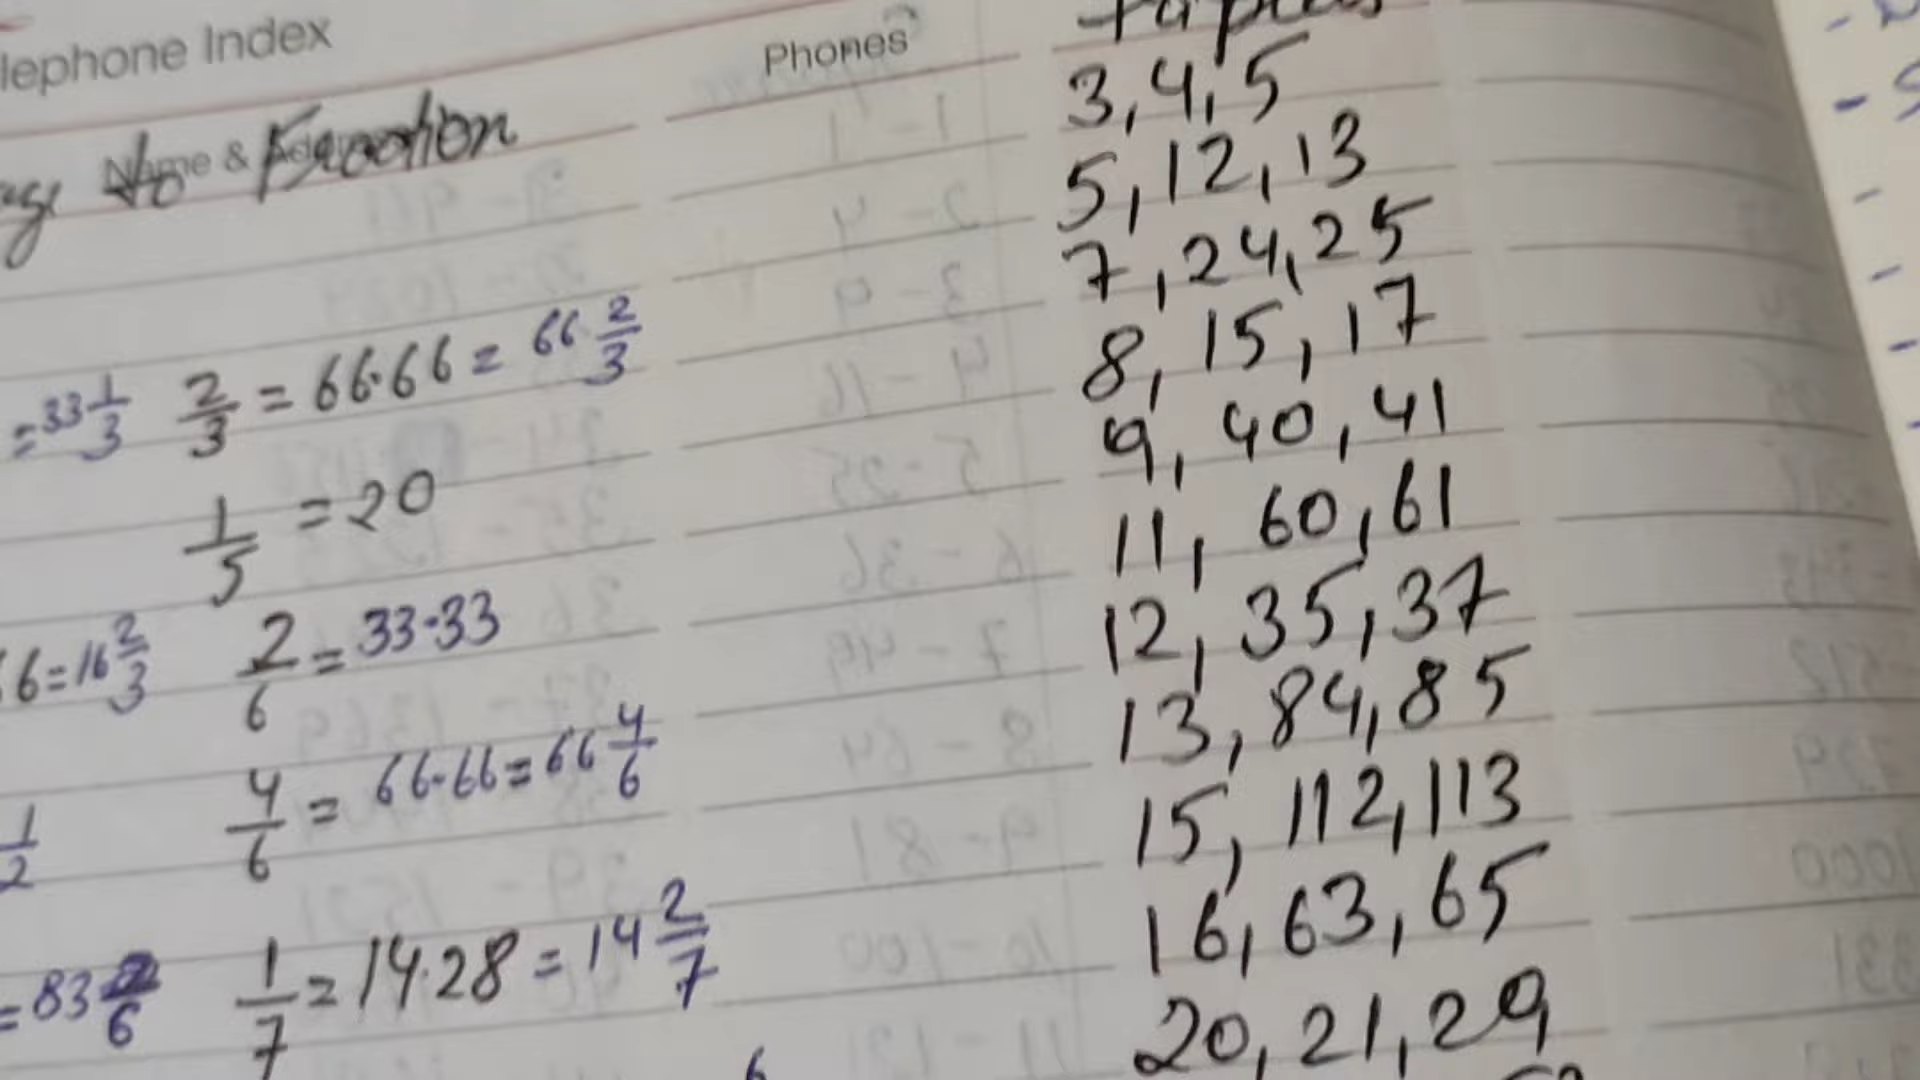 lephone Index
Name &
Phones
to Fraction
= 33 1/3 2/3 = 66.66 = 66 2/3
1/5 = 20
6 = 16 2/3 2/6 = 33.33
1/2 4/6 = 66.66 = 66 4/6
= 83 /6 1/7 = 14.28 = 14 2/7
6
3, 4, 5
5, 12, 13
7, 24, 25
8, 15, 17
9, 40, 41
11, 60, 61
12, 35, 37
13, 84, 85
15, 112, 113
16, 63, 65
20, 21, 29